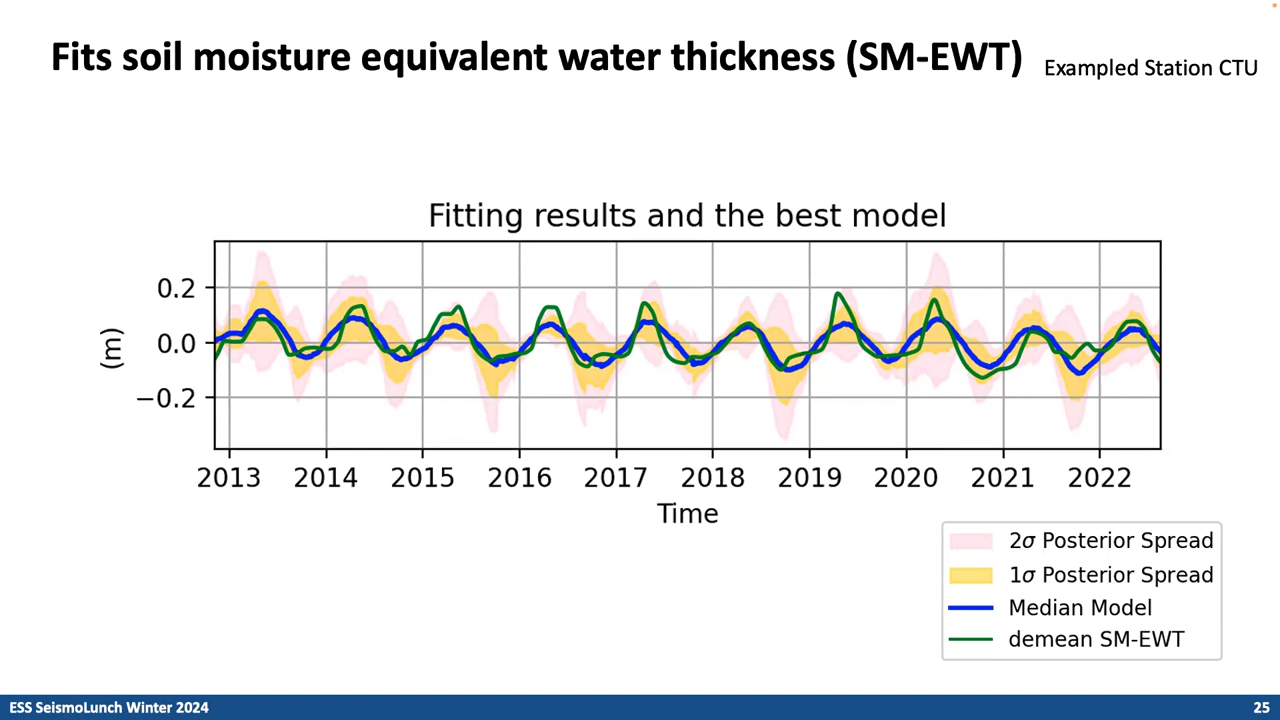 Fits soil moisture equivalent water thickness (SM-EWT)
Exampled Station CTU
Fitting results and the best model
0.2
0.0
−0.2
(m)
2013 2014 2015 2016 2017 2018 2019 2020 2021 2022
Time
2σ Posterior Spread
1σ Posterior Spread
Median Model
demean SM-EWT
ESS SeismoLunch Winter 2024
25